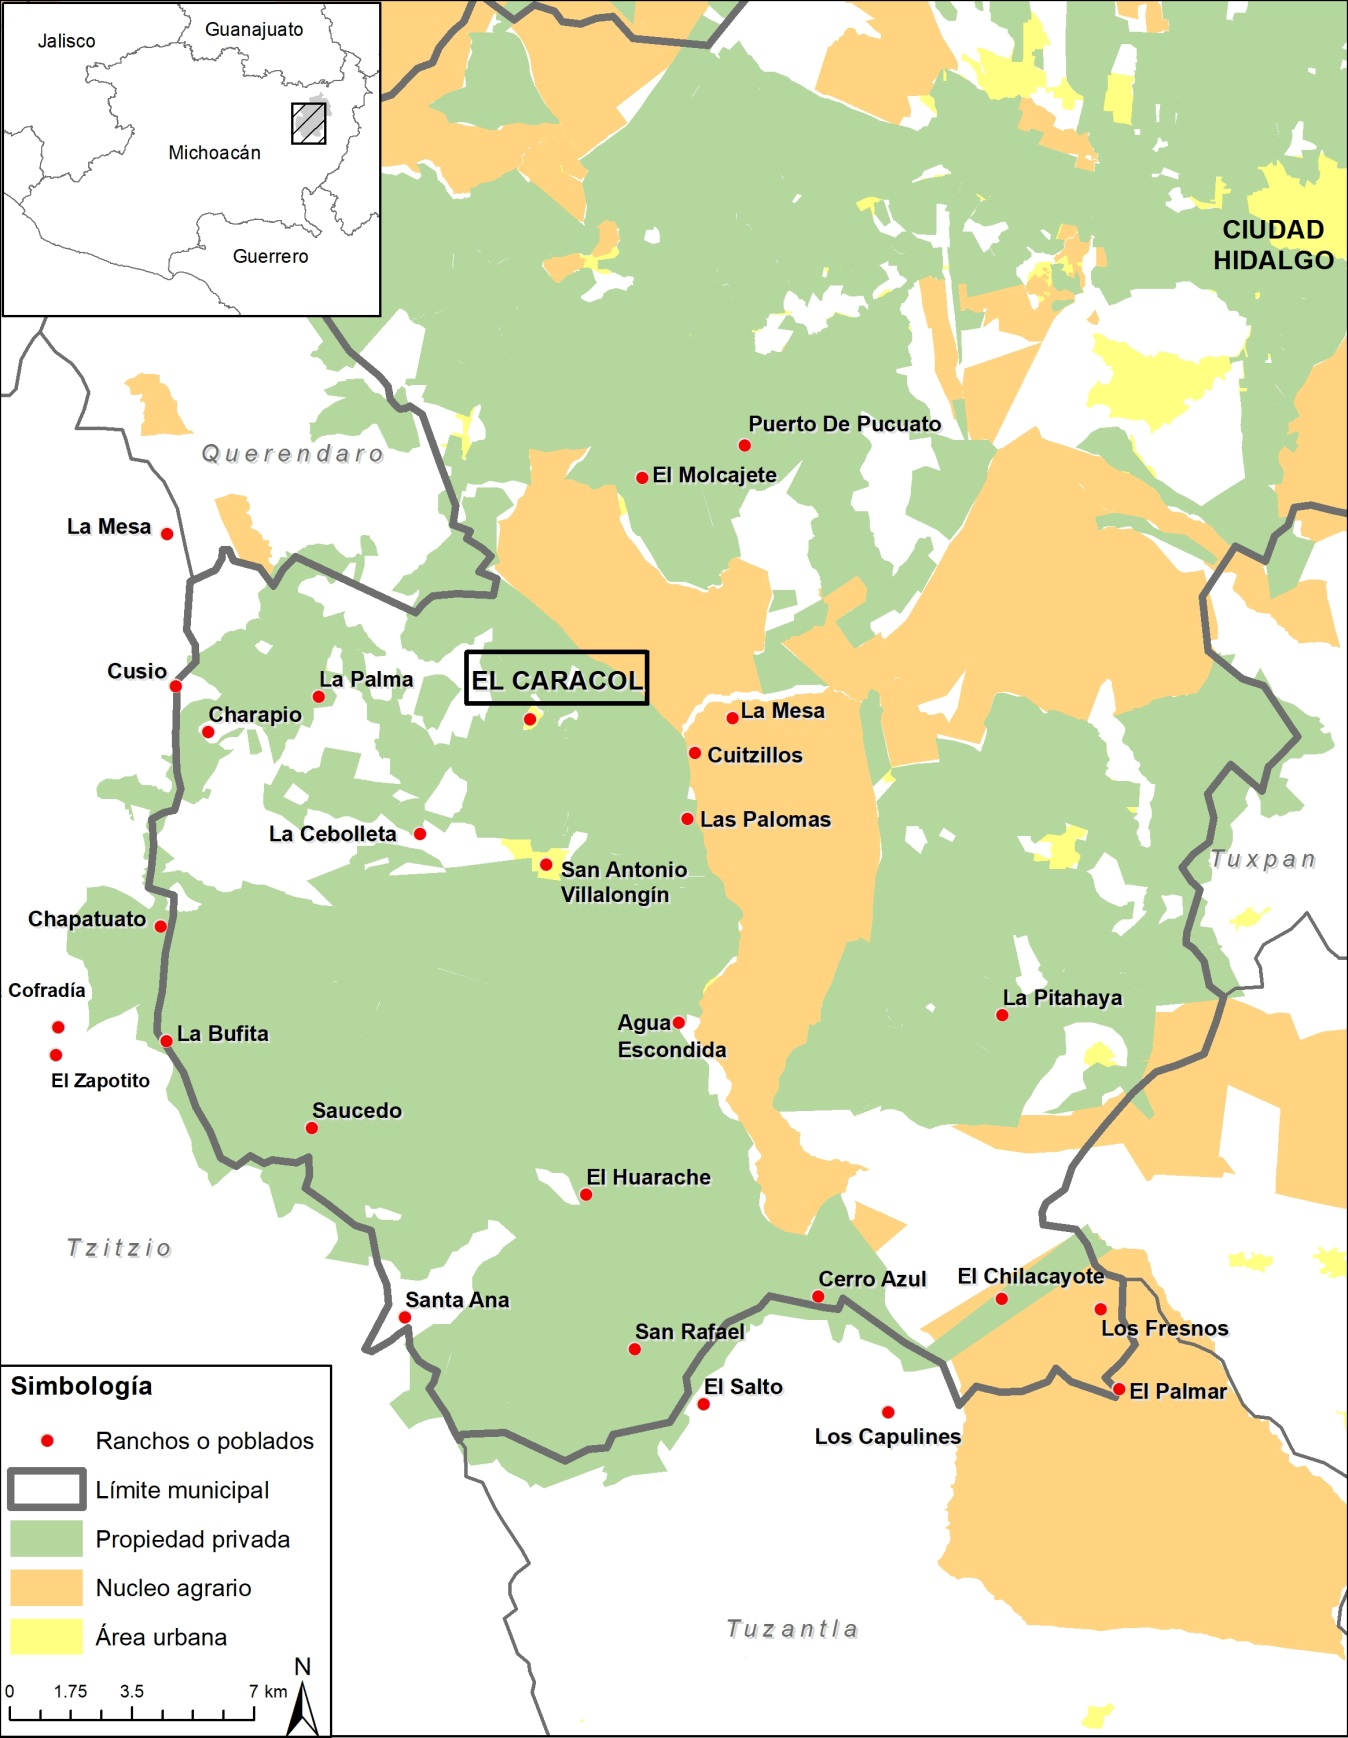 Jalisco
Guanajuato
Michoacán
Guerrero
CIUDAD
HIDALGO
Puerto De Pucuato
Querendaro
El Molcajete
La Mesa
Cusio
La Palma
EL CARACOL
Charapio
La Mesa
Cuitzillos
Las Palomas
La Cebolleta
Tuxpan
San Antonio
Villalongín
Chapatuato
Cofradía
La Pitahaya
Agua
Escondida
La Bufita
El Zapotito
Saucedo
El Huarache
Tzitzio
Cerro Azul
El Chilacayote
Santa Ana
Los Fresnos
San Rafael
El Salto
El Palmar
Los Capulines
Simbología
Ranchos o poblados
Límite municipal
Propiedad privada
Nucleo agrario
Área urbana
Tuzantla
N
0 1.75 3.5 7 km